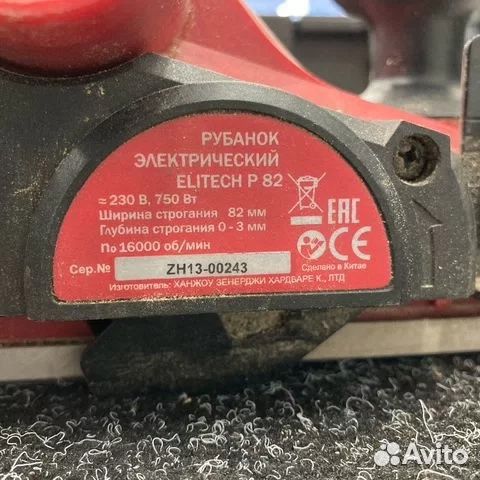 РУБАНОК
ЭЛЕКТРИЧЕСКИЙ
ELITECH P 82
≈ 230 В, 750 Вт
Ширина строгания 82 мм
Глубина строгания 0 - 3 мм
n₀ 16000 об/мин
EAC
CE
Сделано в Китае
Сер.№ ZH13-00243
Изготовитель: ХАНЖОУ ЗЕНЕРДЖИ ХАРДВАРЕ К., ЛТД
Avito